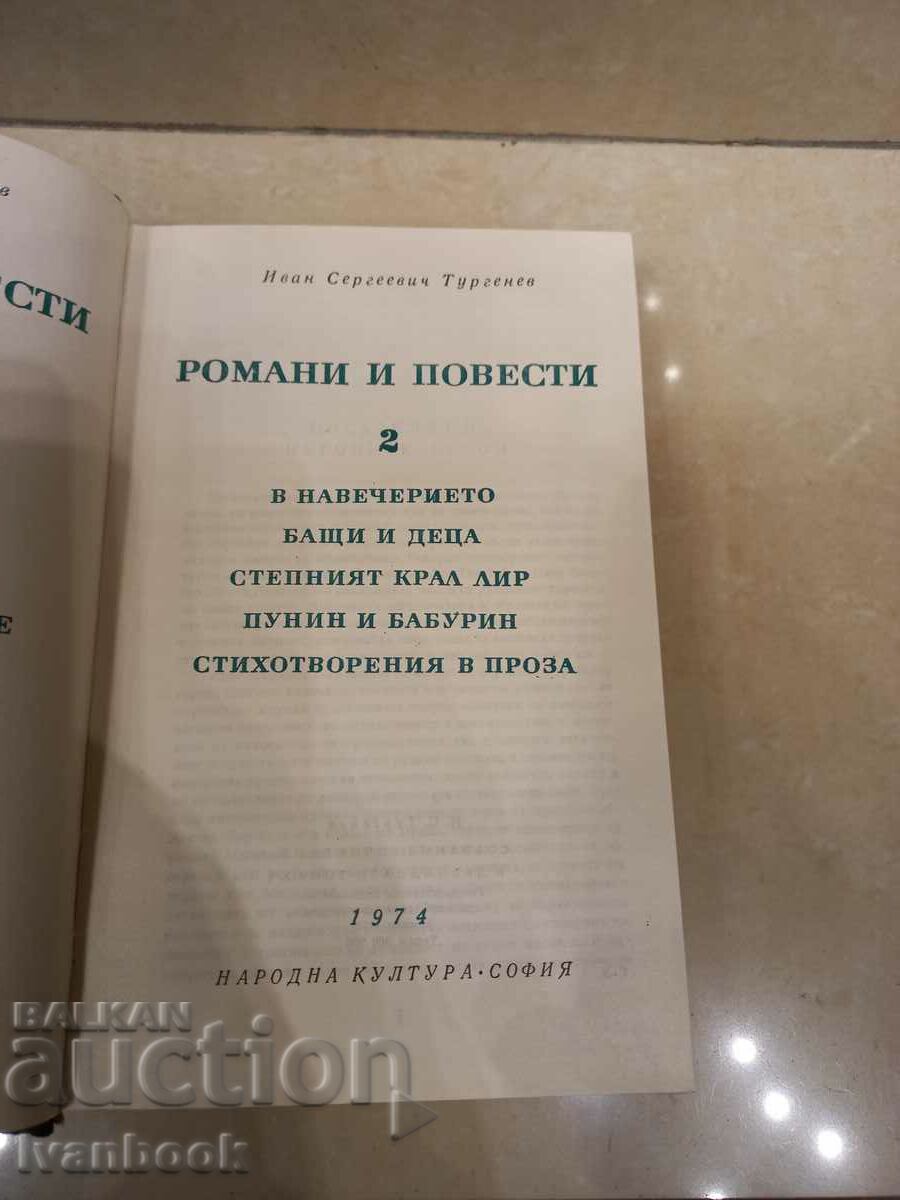 в
ЕСТИ
Е
Иван Сергеевич Тургенев
РОМАНИ И ПОВЕСТИ
2
В НАВЕЧЕРИЕТО
БАЩИ И ДЕЦА
СТЕПНИЯТ КРАЛ ЛИР
ПУНИН И БАБУРИН
СТИХОТВОРЕНИЯ В ПРОЗА
1974
НАРОДНА КУЛТУРА · СОФИЯ
BALKAN
auction
Ivanbook